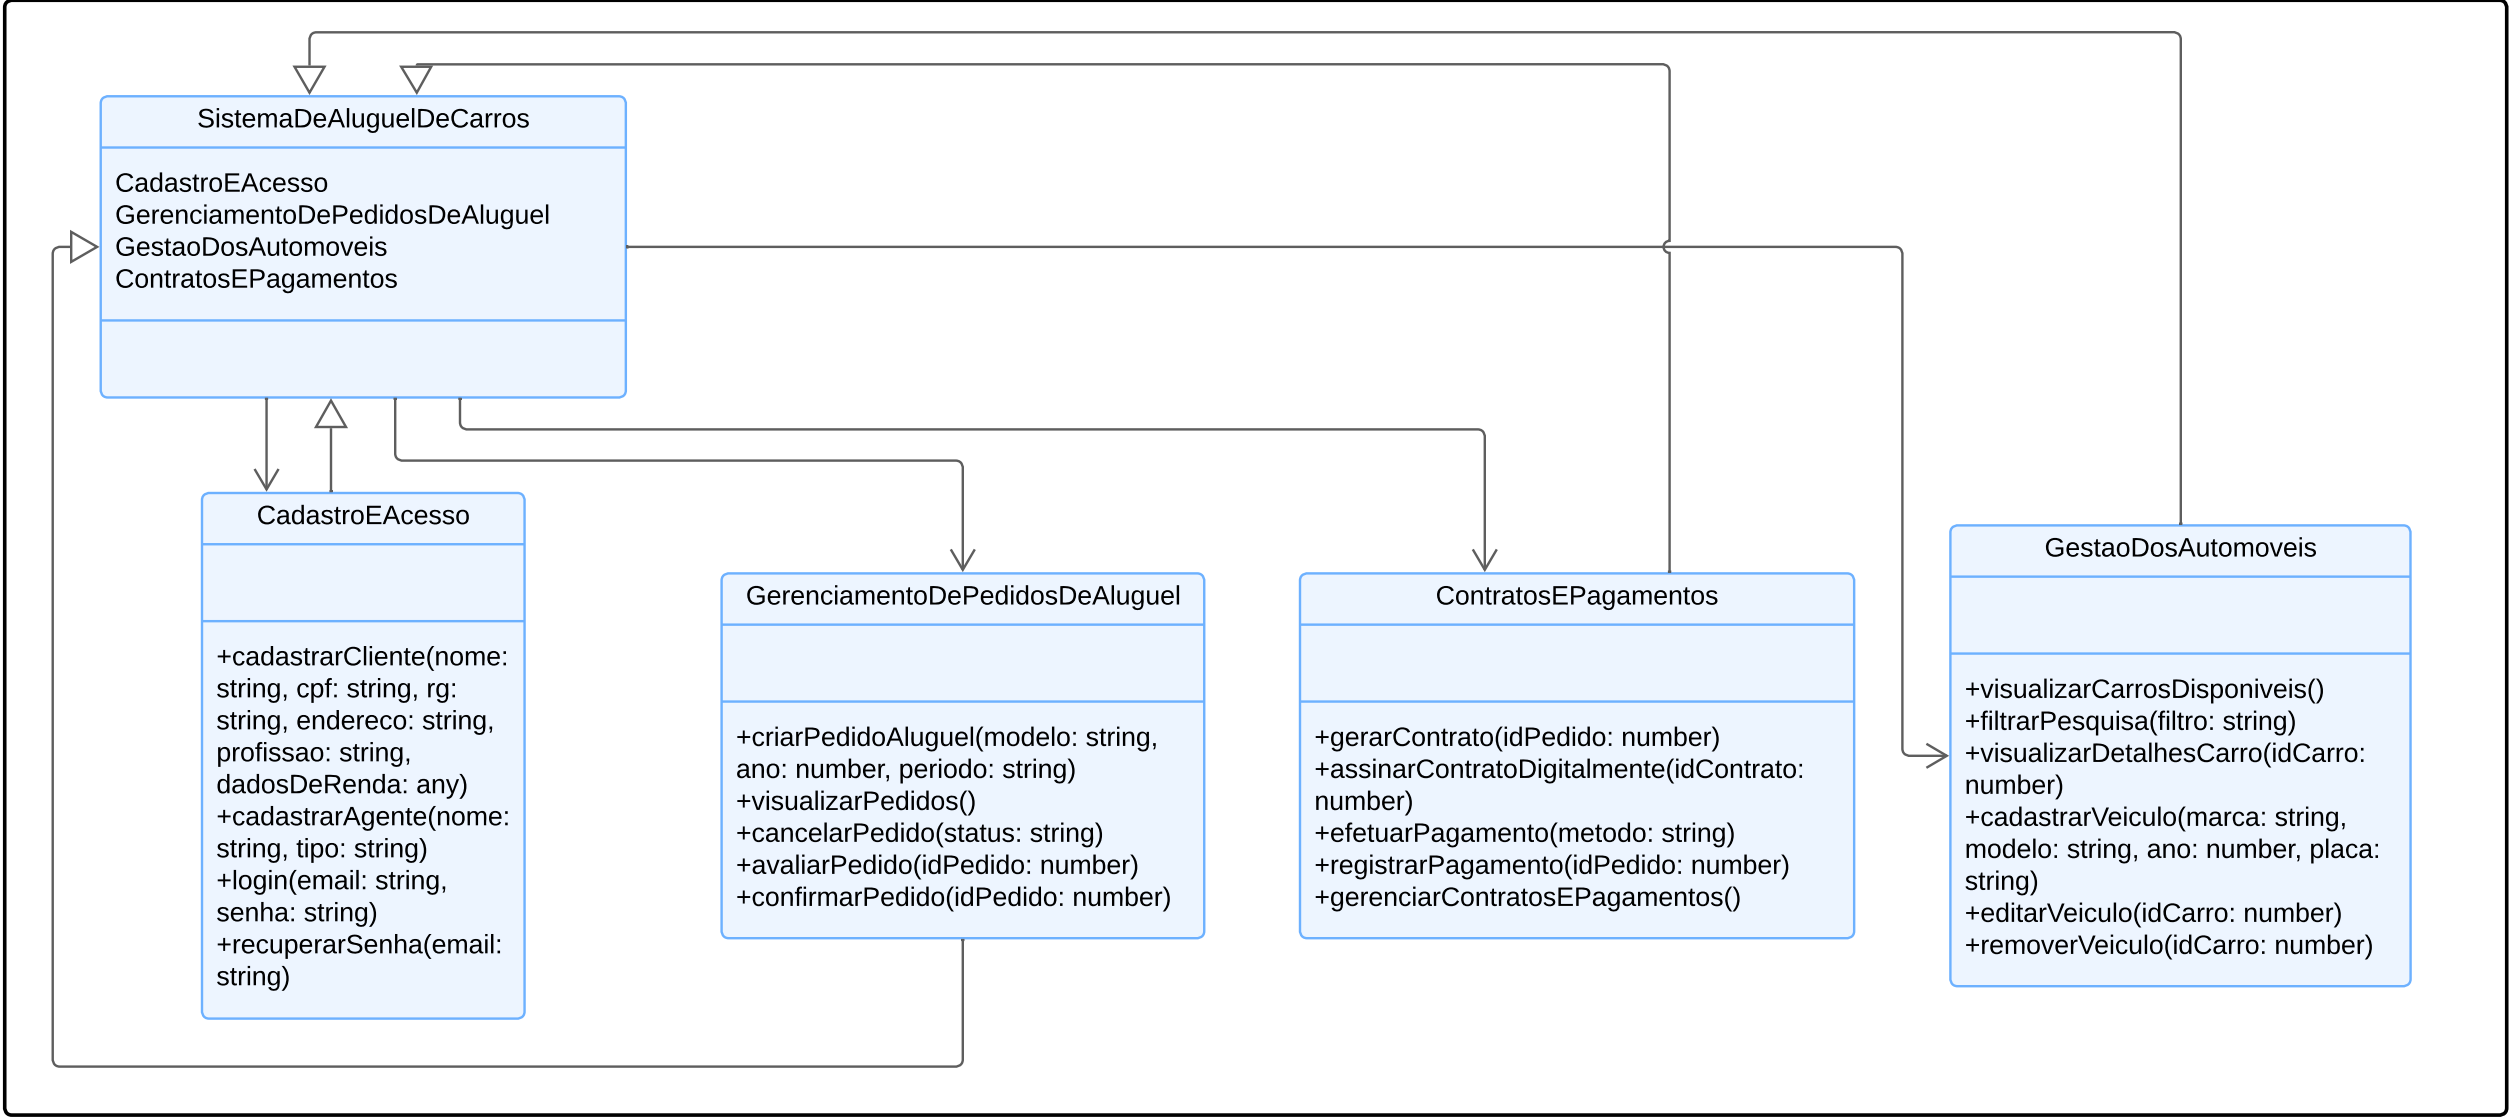 SistemaDeAluguelDeCarros
CadastroEAcesso
GerenciamentoDePedidosDeAluguel
GestaoDosAutomoveis
ContratosEPagamentos
CadastroEAcesso
+cadastrarCliente(nome:
string, cpf: string, rg:
string, endereco: string,
profissao: string,
dadosDeRenda: any)
+cadastrarAgente(nome:
string, tipo: string)
+login(email: string,
senha: string)
+recuperarSenha(email:
string)
GerenciamentoDePedidosDeAluguel
+criarPedidoAluguel(modelo: string,
ano: number, periodo: string)
+visualizarPedidos()
+cancelarPedido(status: string)
+avaliarPedido(idPedido: number)
+confirmarPedido(idPedido: number)
ContratosEPagamentos
+gerarContrato(idPedido: number)
+assinarContratoDigitalmente(idContrato:
number)
+efetuarPagamento(metodo: string)
+registrarPagamento(idPedido: number)
+gerenciarContratosEPagamentos()
GestaoDosAutomoveis
+visualizarCarrosDisponiveis()
+filtrarPesquisa(filtro: string)
+visualizarDetalhesCarro(idCarro:
number)
+cadastrarVeiculo(marca: string,
modelo: string, ano: number, placa:
string)
+editarVeiculo(idCarro: number)
+removerVeiculo(idCarro: number)